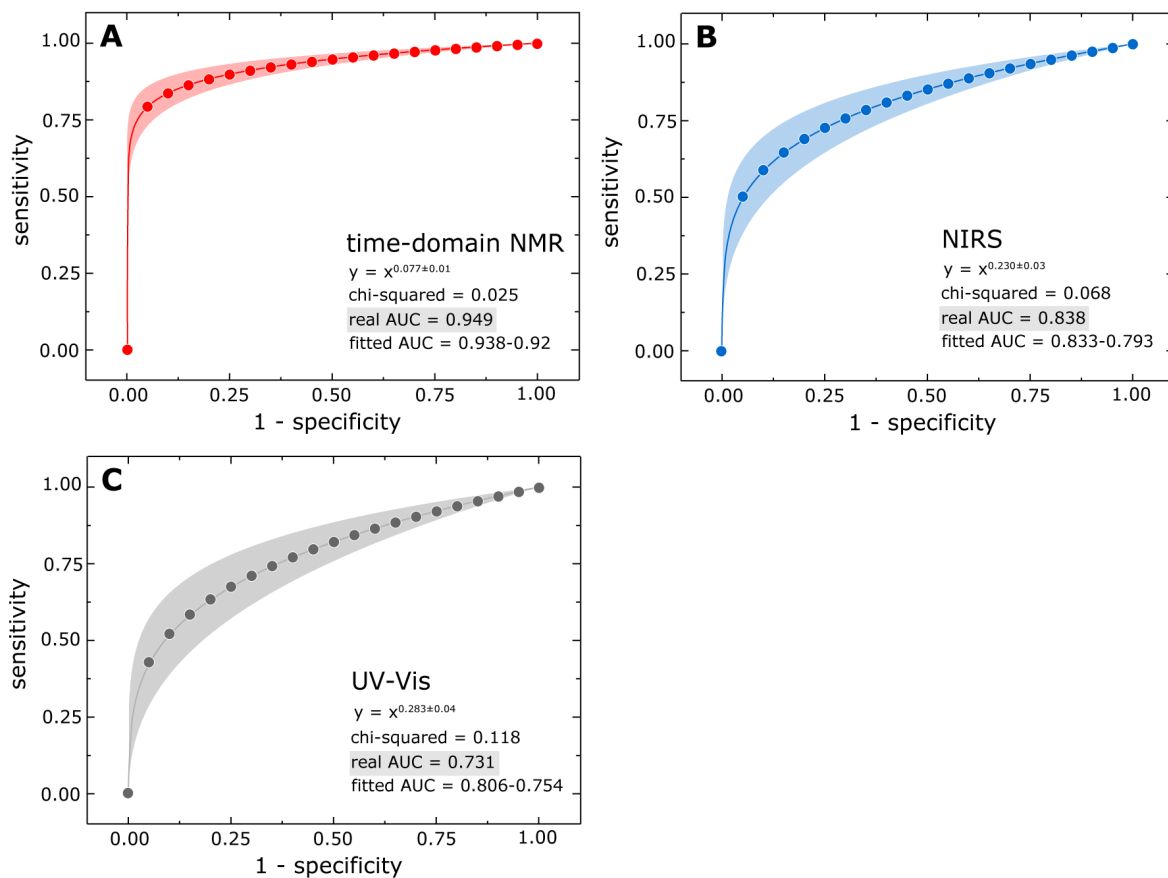 A
1.00
0.75
0.50
0.25
0.00
sensitivity
time-domain NMR
y = x^0.077±0.01
chi-squared = 0.025
real AUC = 0.949
fitted AUC = 0.938-0.92
0.00 0.25 0.50 0.75 1.00
1 - specificity
B
1.00
0.75
0.50
0.25
0.00
sensitivity
NIRS
y = x^0.230±0.03
chi-squared = 0.068
real AUC = 0.838
fitted AUC = 0.833-0.793
0.00 0.25 0.50 0.75 1.00
1 - specificity
C
1.00
0.75
0.50
0.25
0.00
sensitivity
UV-Vis
y = x^0.283±0.04
chi-squared = 0.118
real AUC = 0.731
fitted AUC = 0.806-0.754
0.00 0.25 0.50 0.75 1.00
1 - specificity